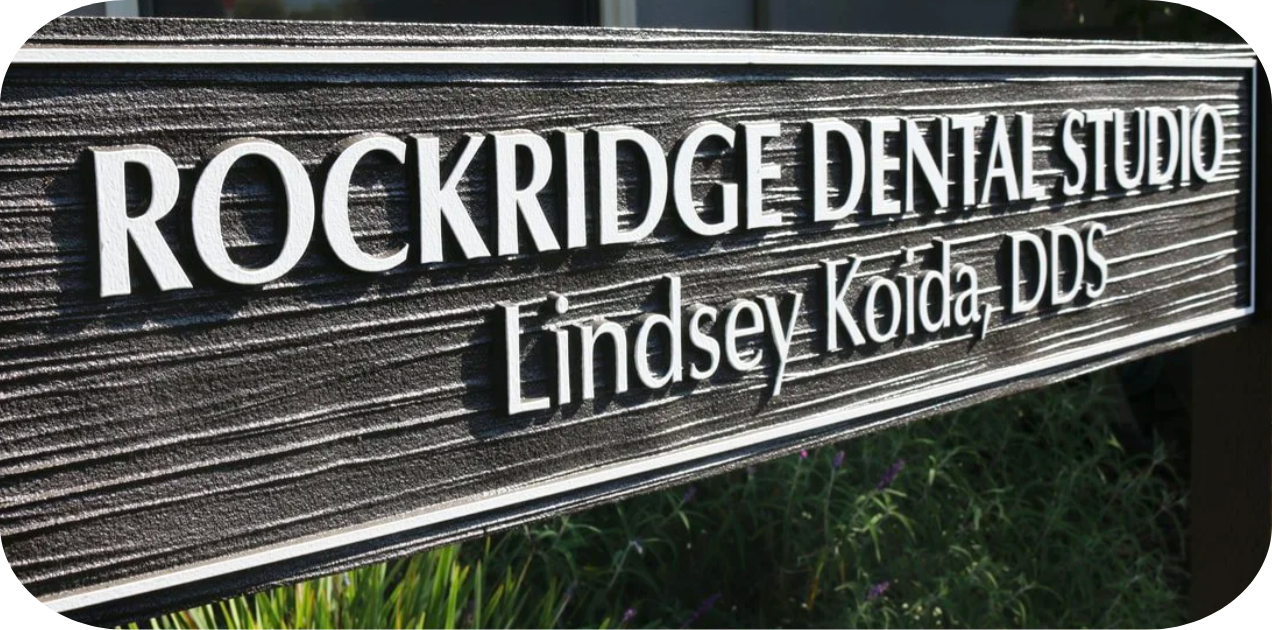 ROCKRIDGE DENTAL STUDIO
Lindsey Koida, DDS